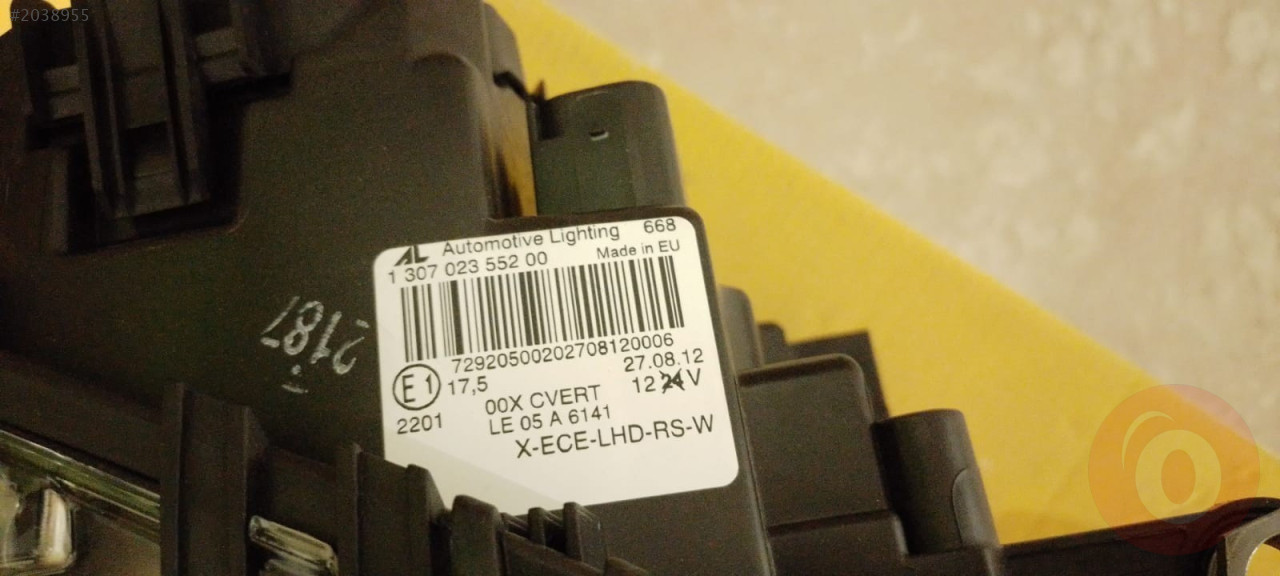 #2038955
AL Automotive Lighting 668
1 307 023 552 00 Made in EU
72920500202708120006
E1 17,5 27.08.12
00X CVERT 12 24 V
2201 LE 05 A 6141
X-ECE-LHD-RS-W
2187